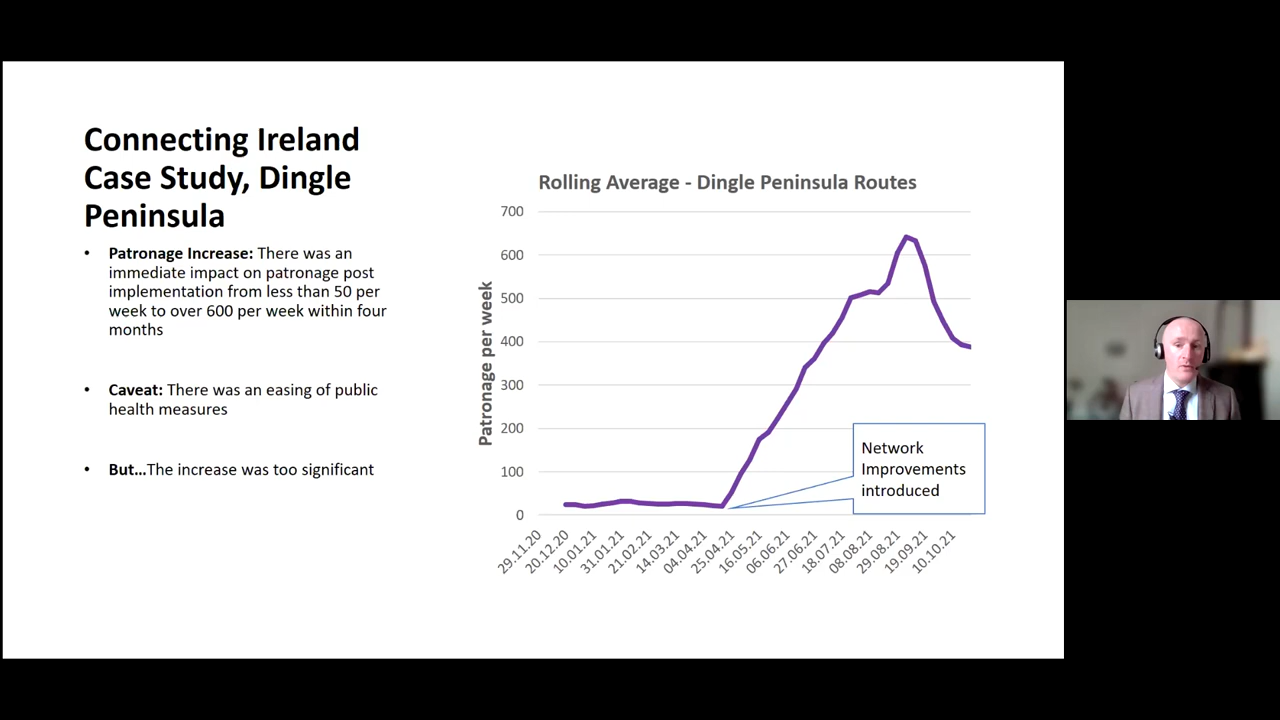 Connecting Ireland
Case Study, Dingle
Peninsula
• Patronage Increase: There was an
immediate impact on patronage post
implementation from less than 50 per
week to over 600 per week within four
months
• Caveat: There was an easing of public
health measures
• But...The increase was too significant
Rolling Average - Dingle Peninsula Routes
Patronage per week
700
600
500
400
300
200
100
0
Network
Improvements
introduced
29.11.20
20.12.20
10.01.21
31.01.21
21.02.21
14.03.21
04.04.21
25.04.21
16.05.21
06.06.21
27.06.21
18.07.21
08.08.21
29.08.21
19.09.21
10.10.21